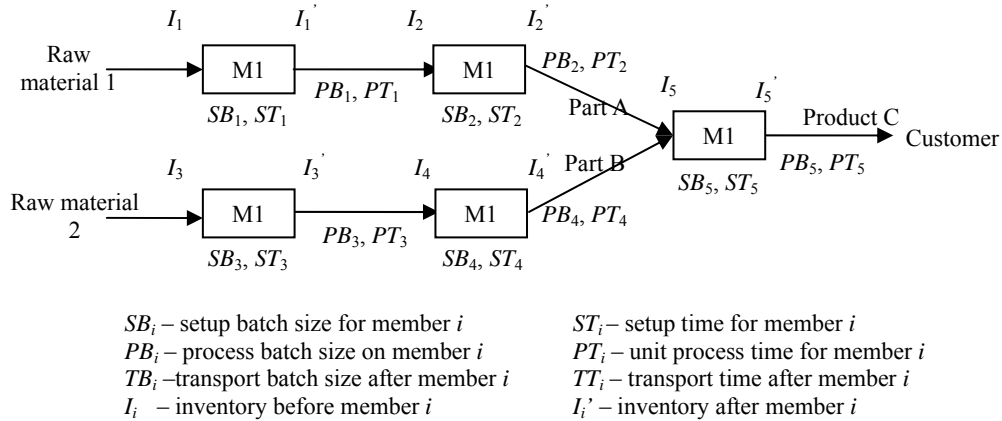 I₁ I₁’ I₂ I₂’
Raw
material 1
M1 M1
PB₁, PT₁
PB₂, PT₂
SB₁, ST₁ SB₂, ST₂
Part A
I₅ I₅’
M1
Product C
Customer
PB₅, PT₅
SB₅, ST₅
Part B
I₃ I₃’ I₄ I₄’
Raw material
2
M1 M1
PB₃, PT₃
PB₄, PT₄
SB₃, ST₃ SB₄, ST₄
SBᵢ – setup batch size for member i
STᵢ – setup time for member i
PBᵢ – process batch size on member i
PTᵢ – unit process time for member i
TBᵢ –transport batch size after member i
TTᵢ – transport time after member i
Iᵢ – inventory before member i
Iᵢ’ – inventory after member i